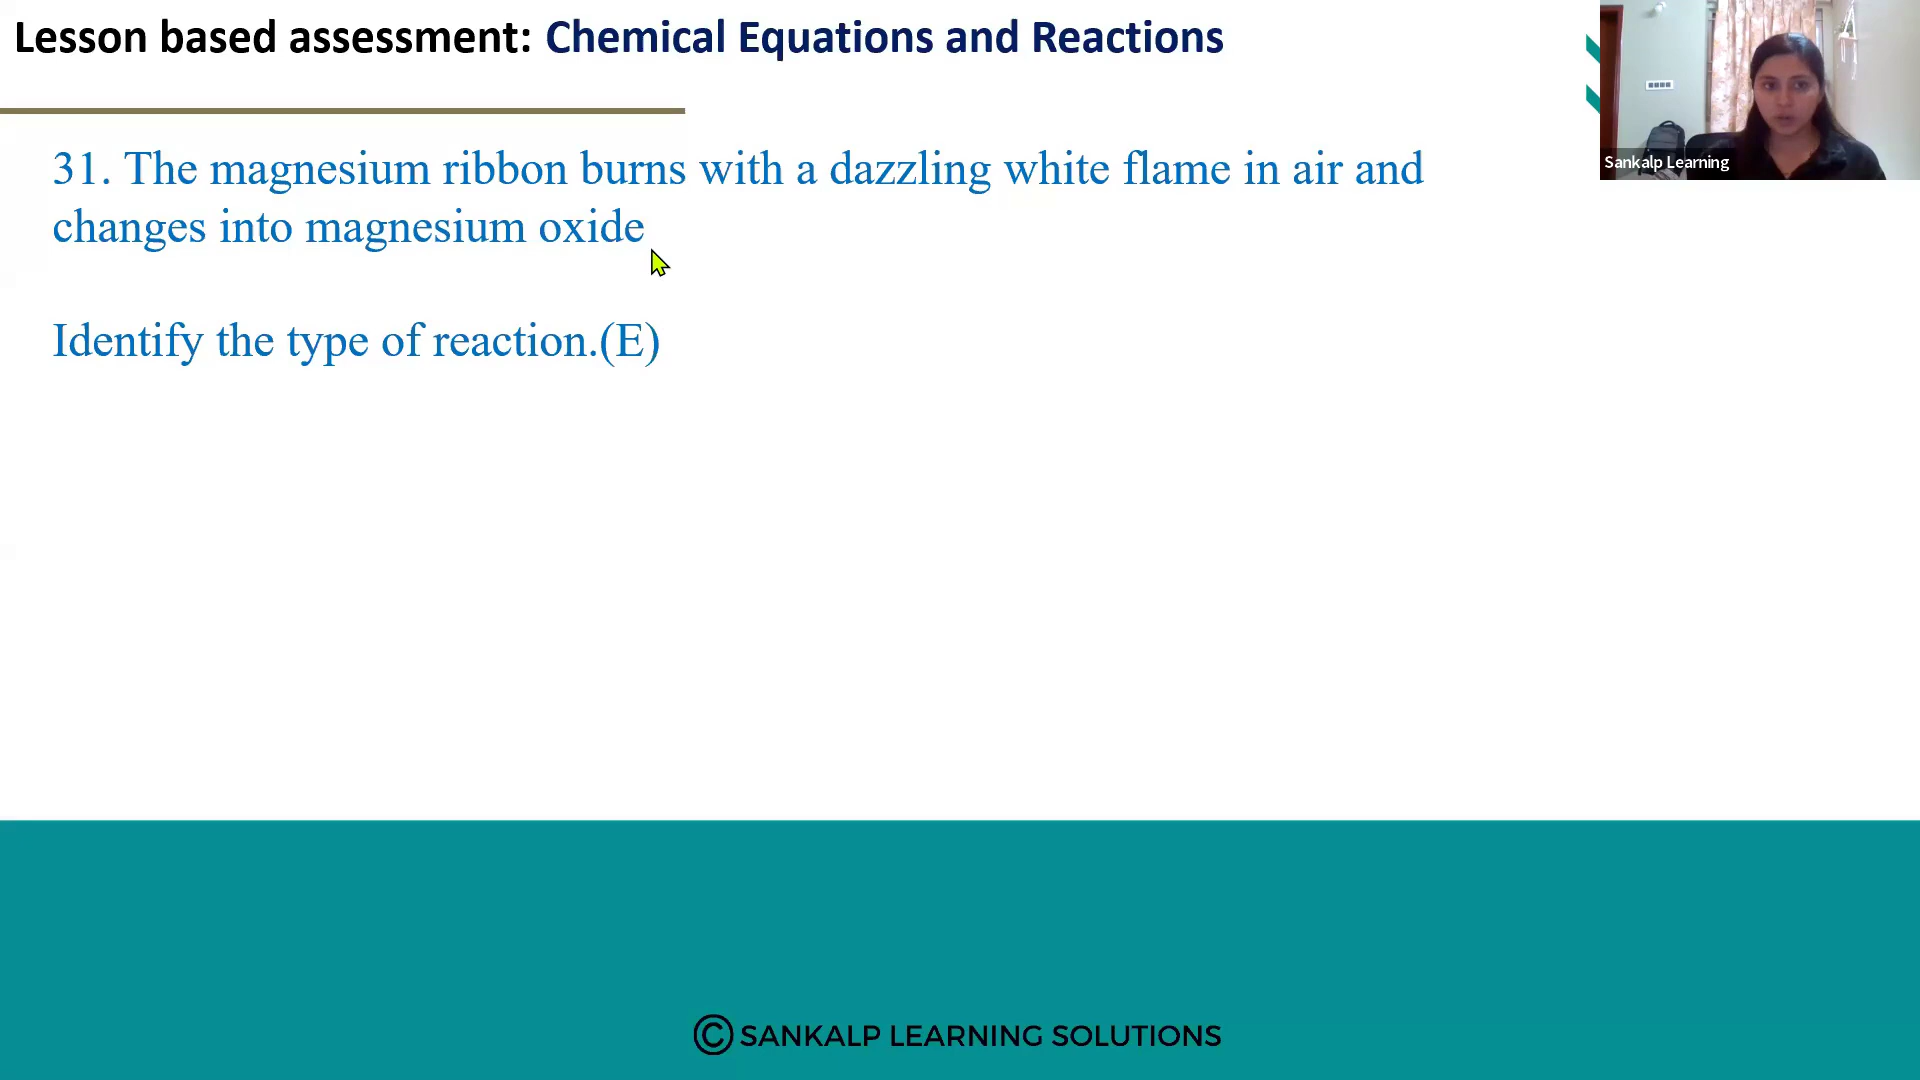 Lesson based assessment: Chemical Equations and Reactions
Sankalp Learning
31. The magnesium ribbon burns with a dazzling white flame in air and
changes into magnesium oxide
Identify the type of reaction.(E)
© SANKALP LEARNING SOLUTIONS